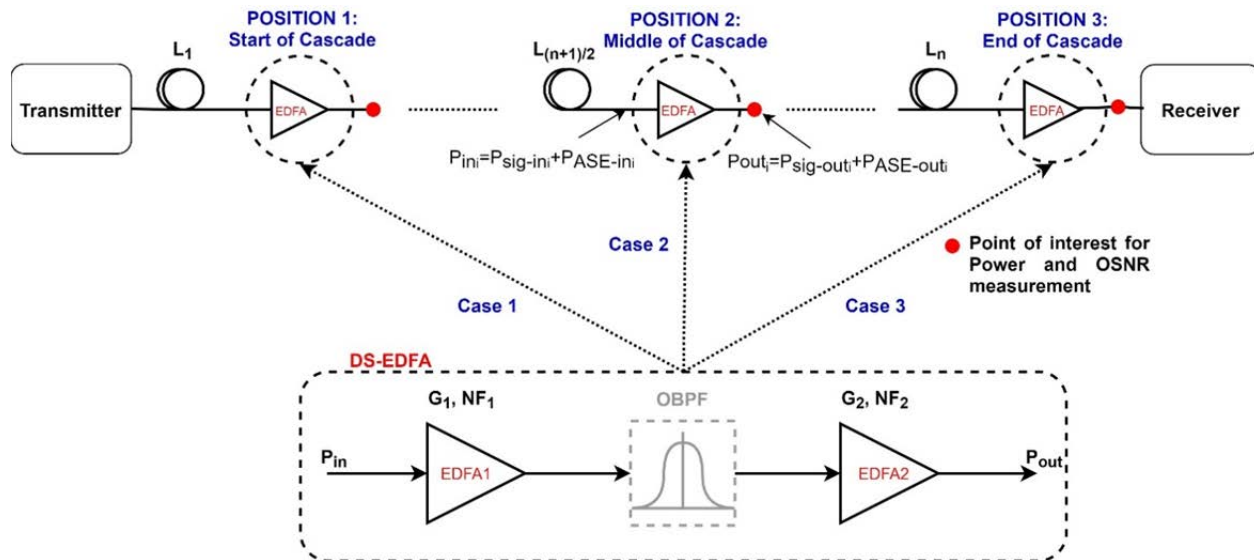 POSITION 1:
Start of Cascade
POSITION 2:
Middle of Cascade
POSITION 3:
End of Cascade
L1
L(n+1)/2
Ln
Transmitter
EDFA
EDFA
EDFA
Receiver
Pini=Psig-ini+PASE-ini
Pouti=Psig-outi+PASE-outi
Case 2
Point of interest for
Power and OSNR
measurement
Case 1
Case 3
DS-EDFA
G1, NF1
OBPF
G2, NF2
Pin
EDFA1
EDFA2
Pout